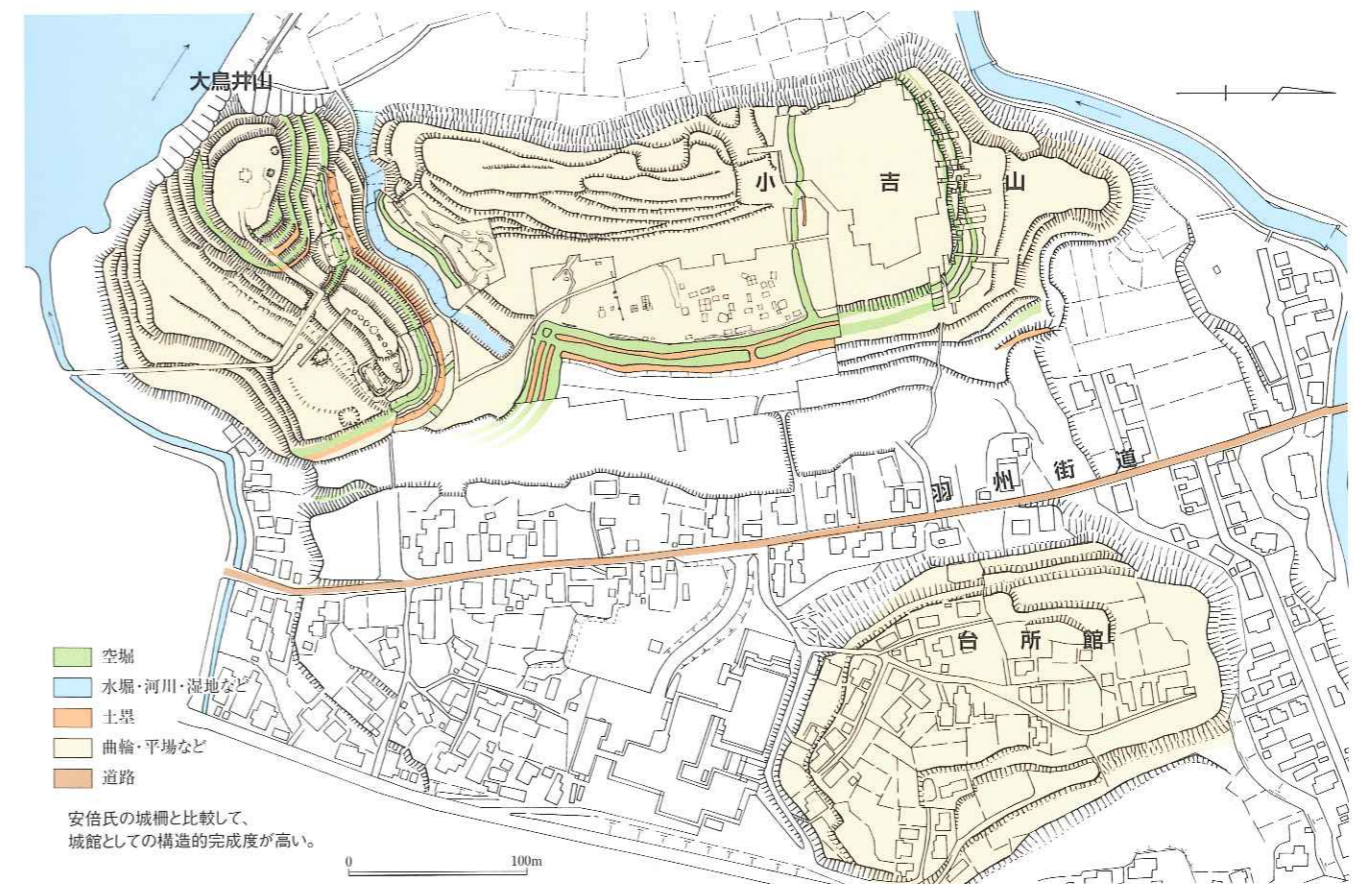 大鳥井山
小吉山
羽州街道
台所館
空堀
水堀・河川・湿地など
土塁
曲輪・平場など
道路
安倍氏の城柵と比較して、
城館としての構造的完成度が高い。
0 100m